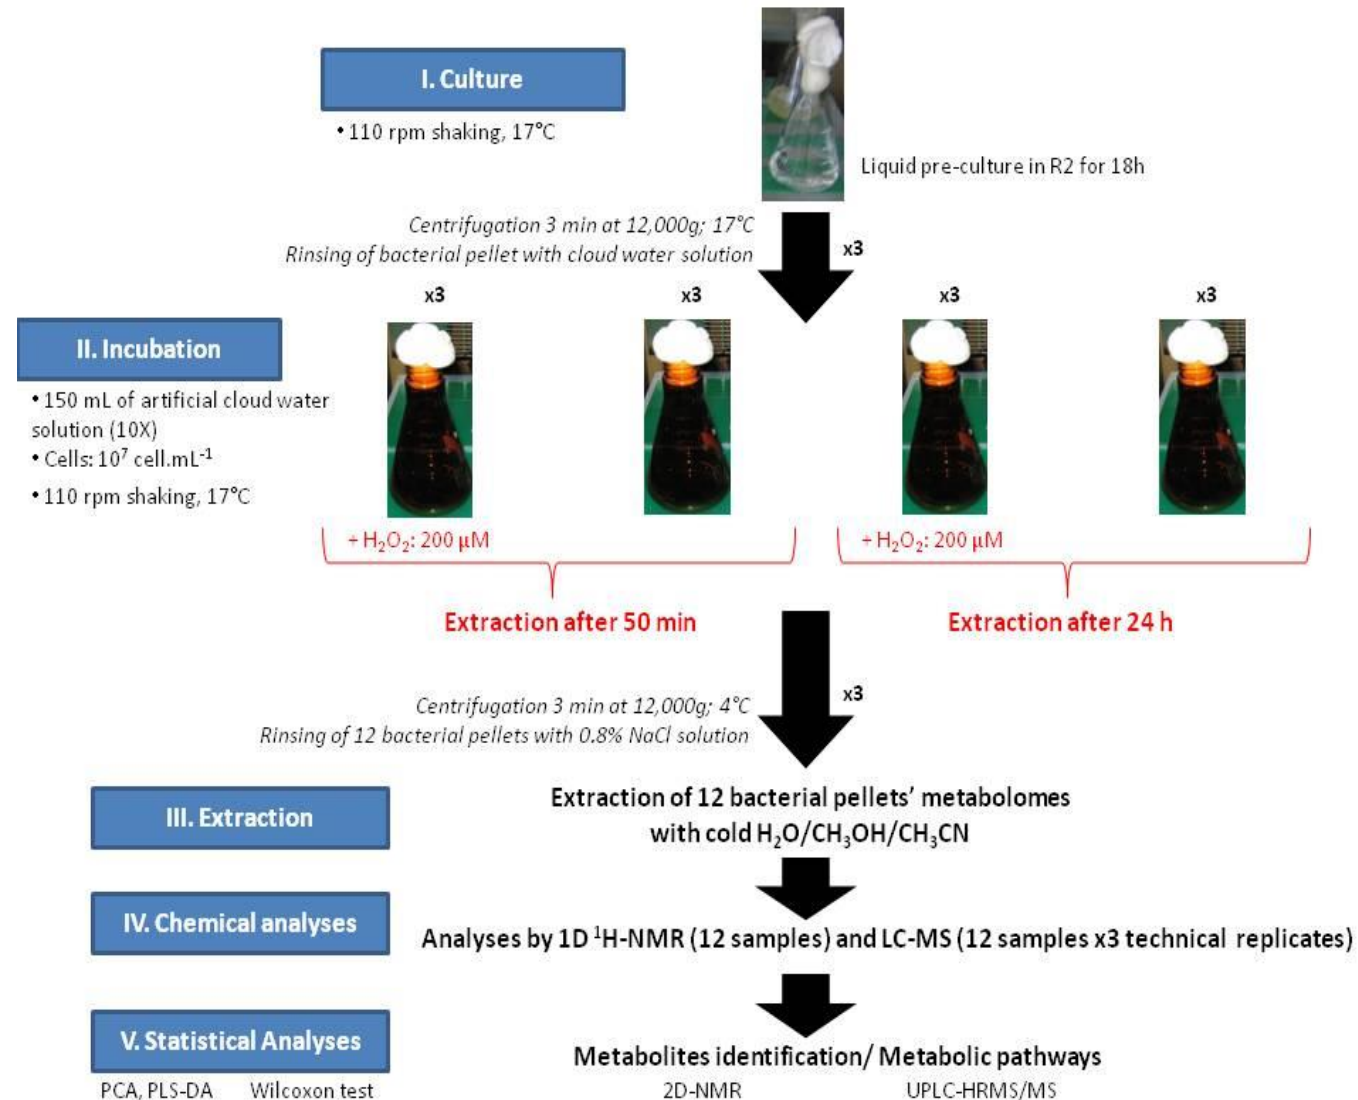 I. Culture
• 110 rpm shaking, 17°C
Liquid pre-culture in R2 for 18h
Centrifugation 3 min at 12,000g; 17°C
Rinsing of bacterial pellet with cloud water solution
x3
x3
x3
x3
x3
II. Incubation
• 150 mL of artificial cloud water
solution (10X)
• Cells: 10⁷ cell.mL⁻¹
• 110 rpm shaking, 17°C
+ H₂O₂: 200 µM
+ H₂O₂: 200 µM
Extraction after 50 min
Extraction after 24 h
Centrifugation 3 min at 12,000g; 4°C
Rinsing of 12 bacterial pellets with 0.8% NaCl solution
x3
III. Extraction
Extraction of 12 bacterial pellets’ metabolomes
with cold H₂O/CH₃OH/CH₃CN
IV. Chemical analyses
Analyses by 1D ¹H-NMR (12 samples) and LC-MS (12 samples x3 technical replicates)
V. Statistical Analyses
Metabolites identification/ Metabolic pathways
PCA, PLS-DA Wilcoxon test
2D-NMR UPLC-HRMS/MS